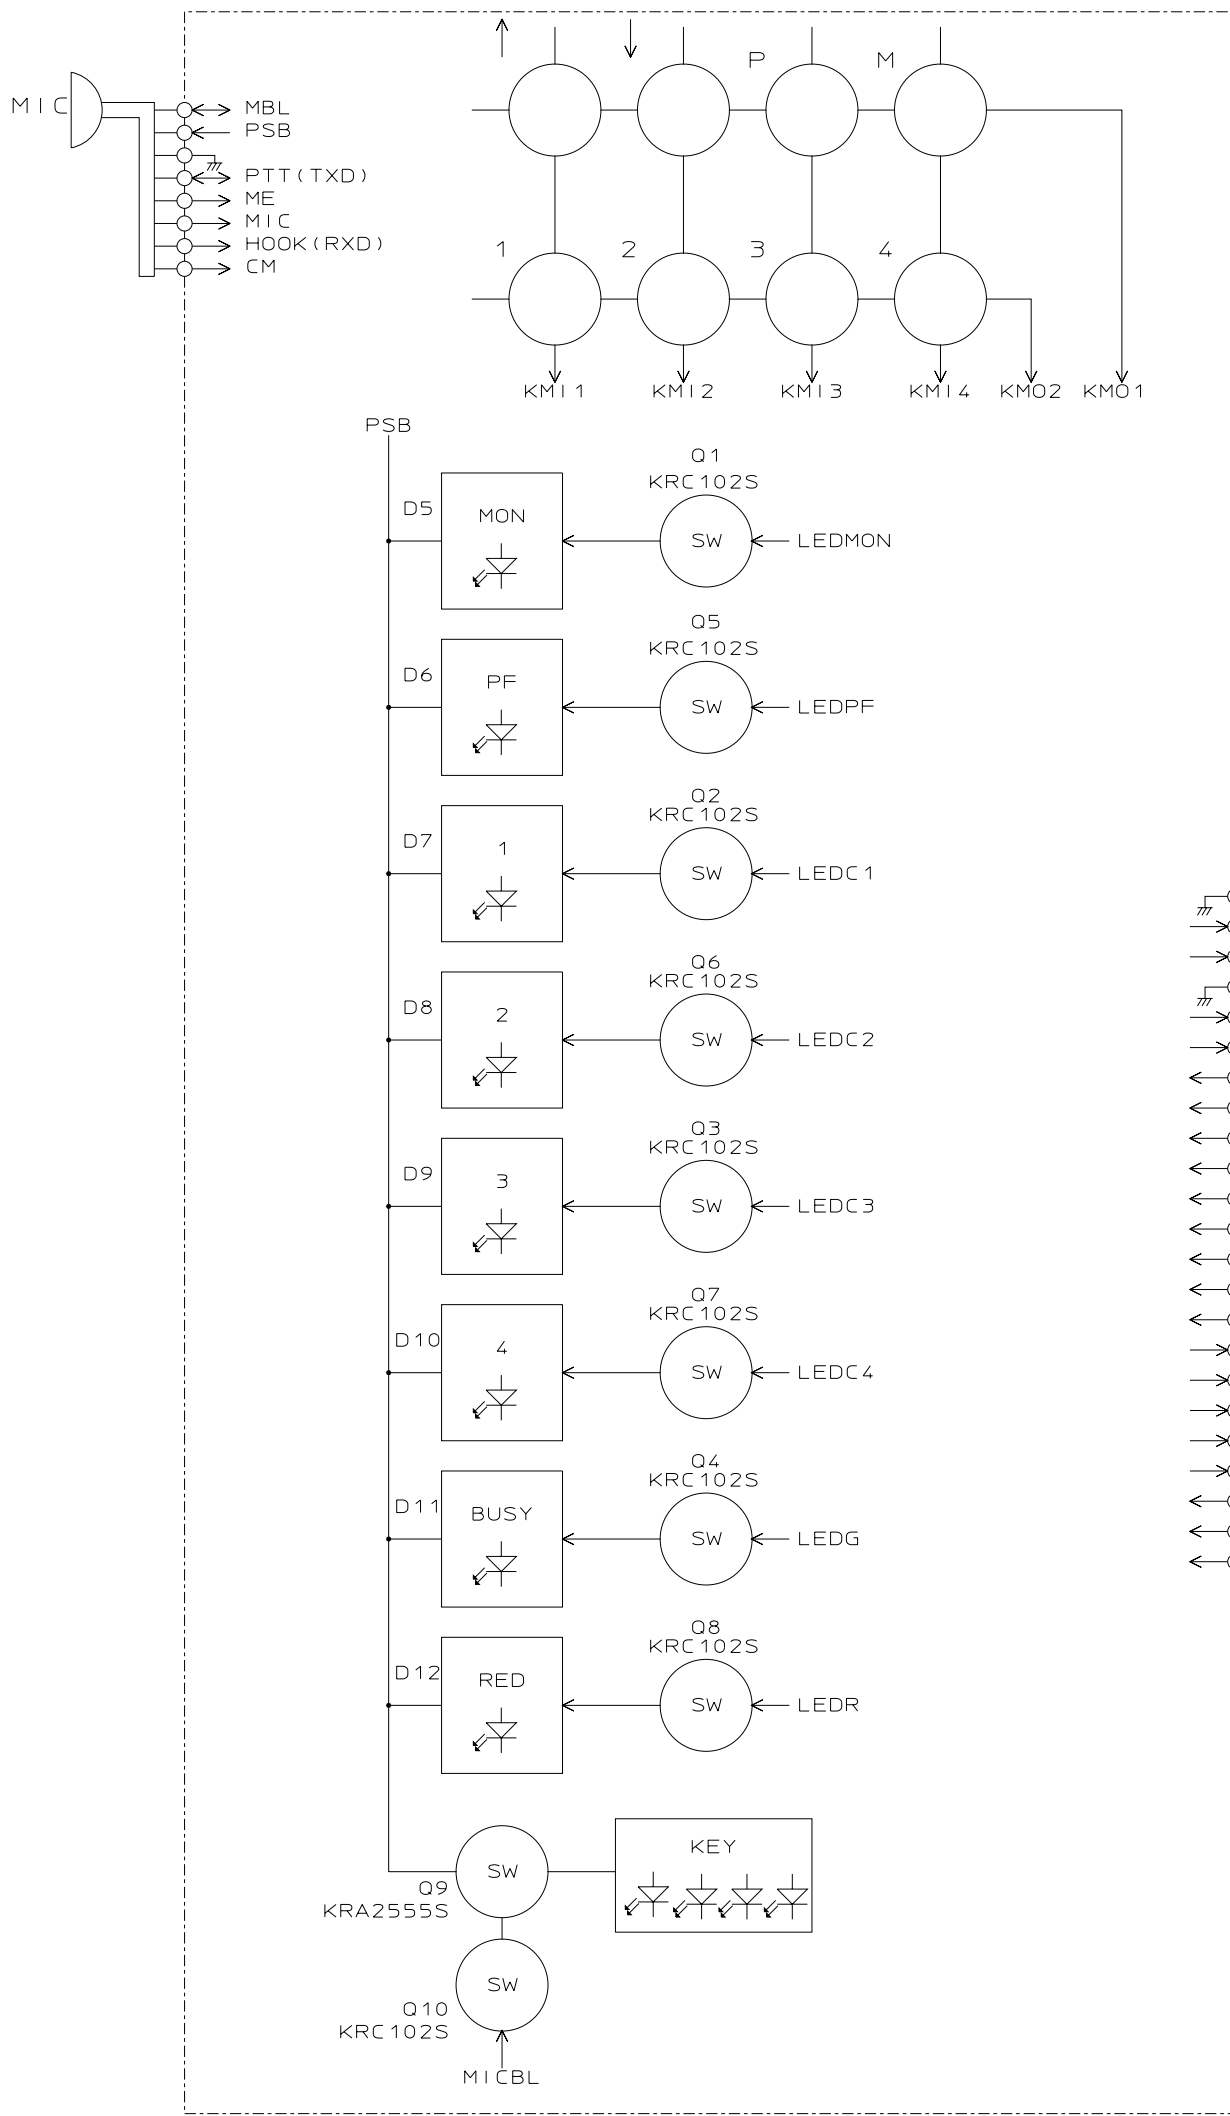 MIC
MBL
PSB
PTT(TXD)
ME
MIC
HOOK(RXD)
CM
P M
1 2 3 4
KMI1 KMI2 KMI3 KMI4 KMO2 KMO1
PSB
Q1
KRC102S
D5
MON
SW
LEDMON
Q5
KRC102S
D6
PF
SW
LEDPF
Q2
KRC102S
D7
1
SW
LEDC1
Q6
KRC102S
D8
2
SW
LEDC2
Q3
KRC102S
D9
3
SW
LEDC3
Q7
KRC102S
D10
4
SW
LEDC4
Q4
KRC102S
D11
BUSY
SW
LEDG
Q8
KRC102S
D12
RED
SW
LEDR
KEY
SW
Q9
KRA2555S
SW
Q10
KRC102S
MICBL